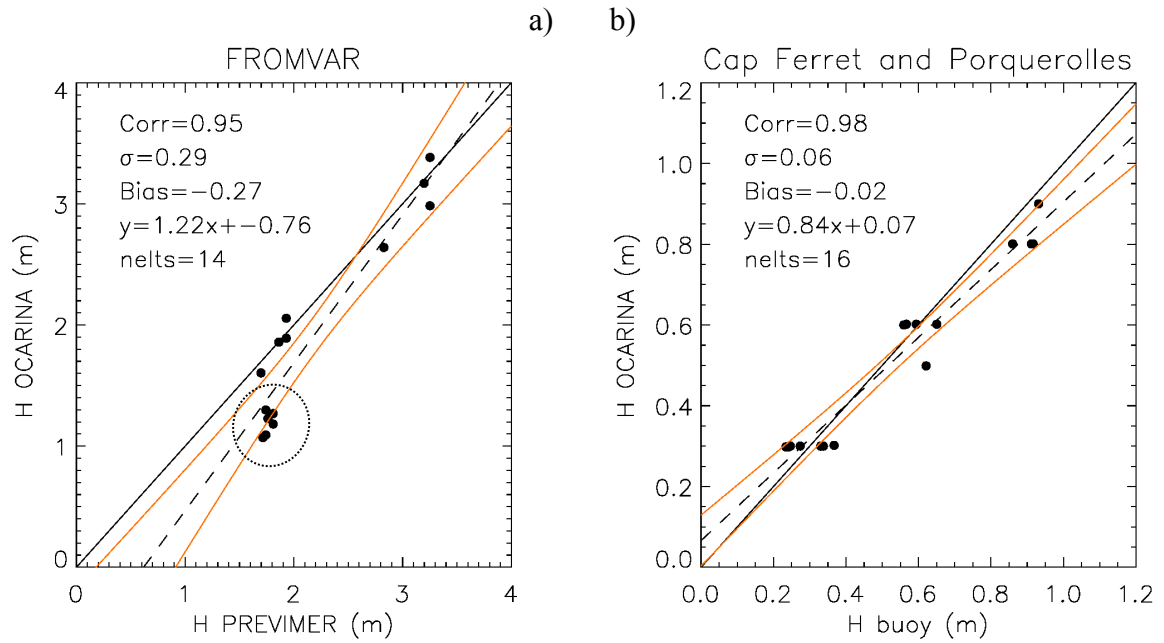 a)
FROMVAR
Corr=0.95
σ=0.29
Bias=−0.27
y=1.22x+−0.76
nelts=14
4
3
2
1
0
H OCARINA (m)
0 1 2 3 4
H PREVIMER (m)
b)
Cap Ferret and Porquerolles
Corr=0.98
σ=0.06
Bias=−0.02
y=0.84x+0.07
nelts=16
1.2
1.0
0.8
0.6
0.4
0.2
0.0
H OCARINA (m)
0.0 0.2 0.4 0.6 0.8 1.0 1.2
H buoy (m)